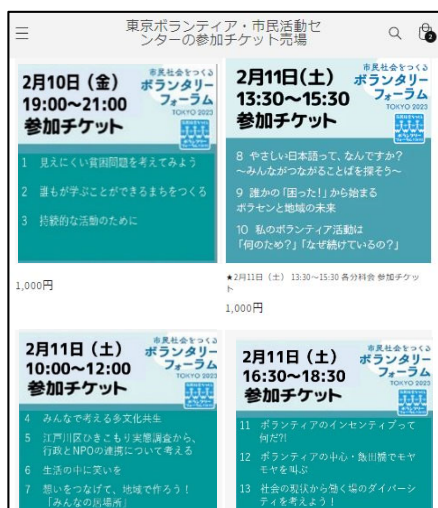 東京ボランティア・市民活動セ
ンターの参加チケット売場
2
2月10日（金）
19:00～21:00
参加チケット
市民社会をつくる
ボランタリー
フォーラム
TOKYO 2023
1 見えにくい貧困問題を考えてみよう
2 誰もが学ぶことができるまちをつくる
3 持続的な活動のために
1,000円
2月11日(土)
13:30～15:30
参加チケット
市民社会をつくる
ボランタリー
フォーラム
TOKYO 2023
8 やさしい日本語って、なんですか？
～みんながつながることばを探そう～
9 誰かの「困った！」から始まる
ボラセンと地域の未来
10 私のボランティア活動は
「何のため？」「なぜ続けているの？」
★2月11日（土） 13:30～15:30 各分科会 参加チケッ
ト
1,000円
2月11日（土）
10:00～12:00
参加チケット
市民社会をつくる
ボランタリー
フォーラム
TOKYO 2023
4 みんなで考える多文化共生
5 江戸川区ひきこもり実態調査から、
行政とNPOの連携について考える
6 生活の中に笑いを
7 想いをつなげて、地域で作ろう！
「みんなの居場所」
2月11日（土）
16:30～18:30
参加チケット
市民社会をつくる
ボランタリー
フォーラム
TOKYO 2023
11 ボランティアのインセンティブって
何だ?!
12 ボランティアの中心・飯田橋でモヤ
モヤを叫ぶ
13 社会の現状から働く場のダイバーシ
ティを考えよう！